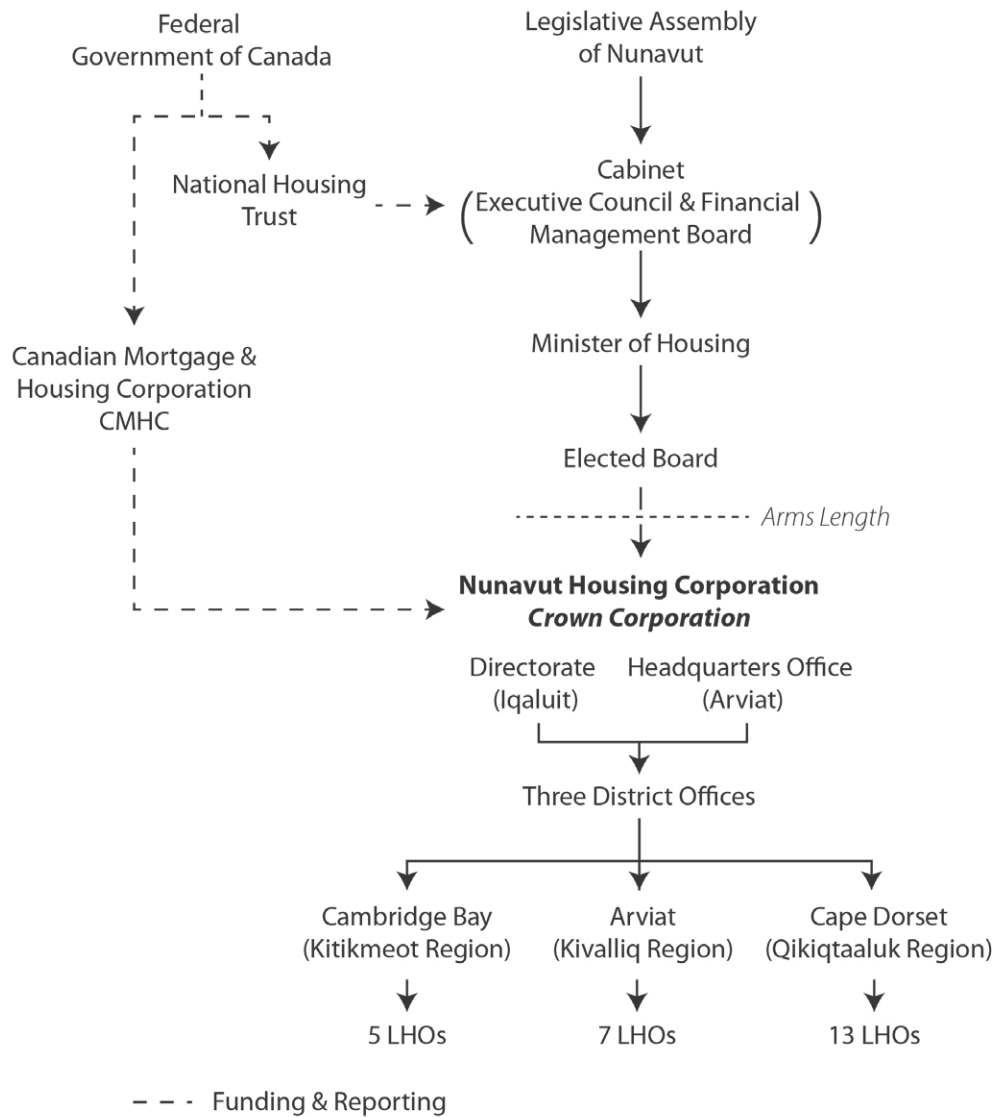 Federal
Government of Canada
Legislative Assembly
of Nunavut
National Housing
Trust
Cabinet
(Executive Council & Financial
Management Board)
Canadian Mortgage &
Housing Corporation
CMHC
Minister of Housing
Elected Board
Arms Length
Nunavut Housing Corporation
Crown Corporation
Directorate
(Iqaluit)
Headquarters Office
(Arviat)
Three District Offices
Cambridge Bay
(Kitikmeot Region)
Arviat
(Kivalliq Region)
Cape Dorset
(Qikiqtaaluk Region)
5 LHOs
7 LHOs
13 LHOs
Funding & Reporting